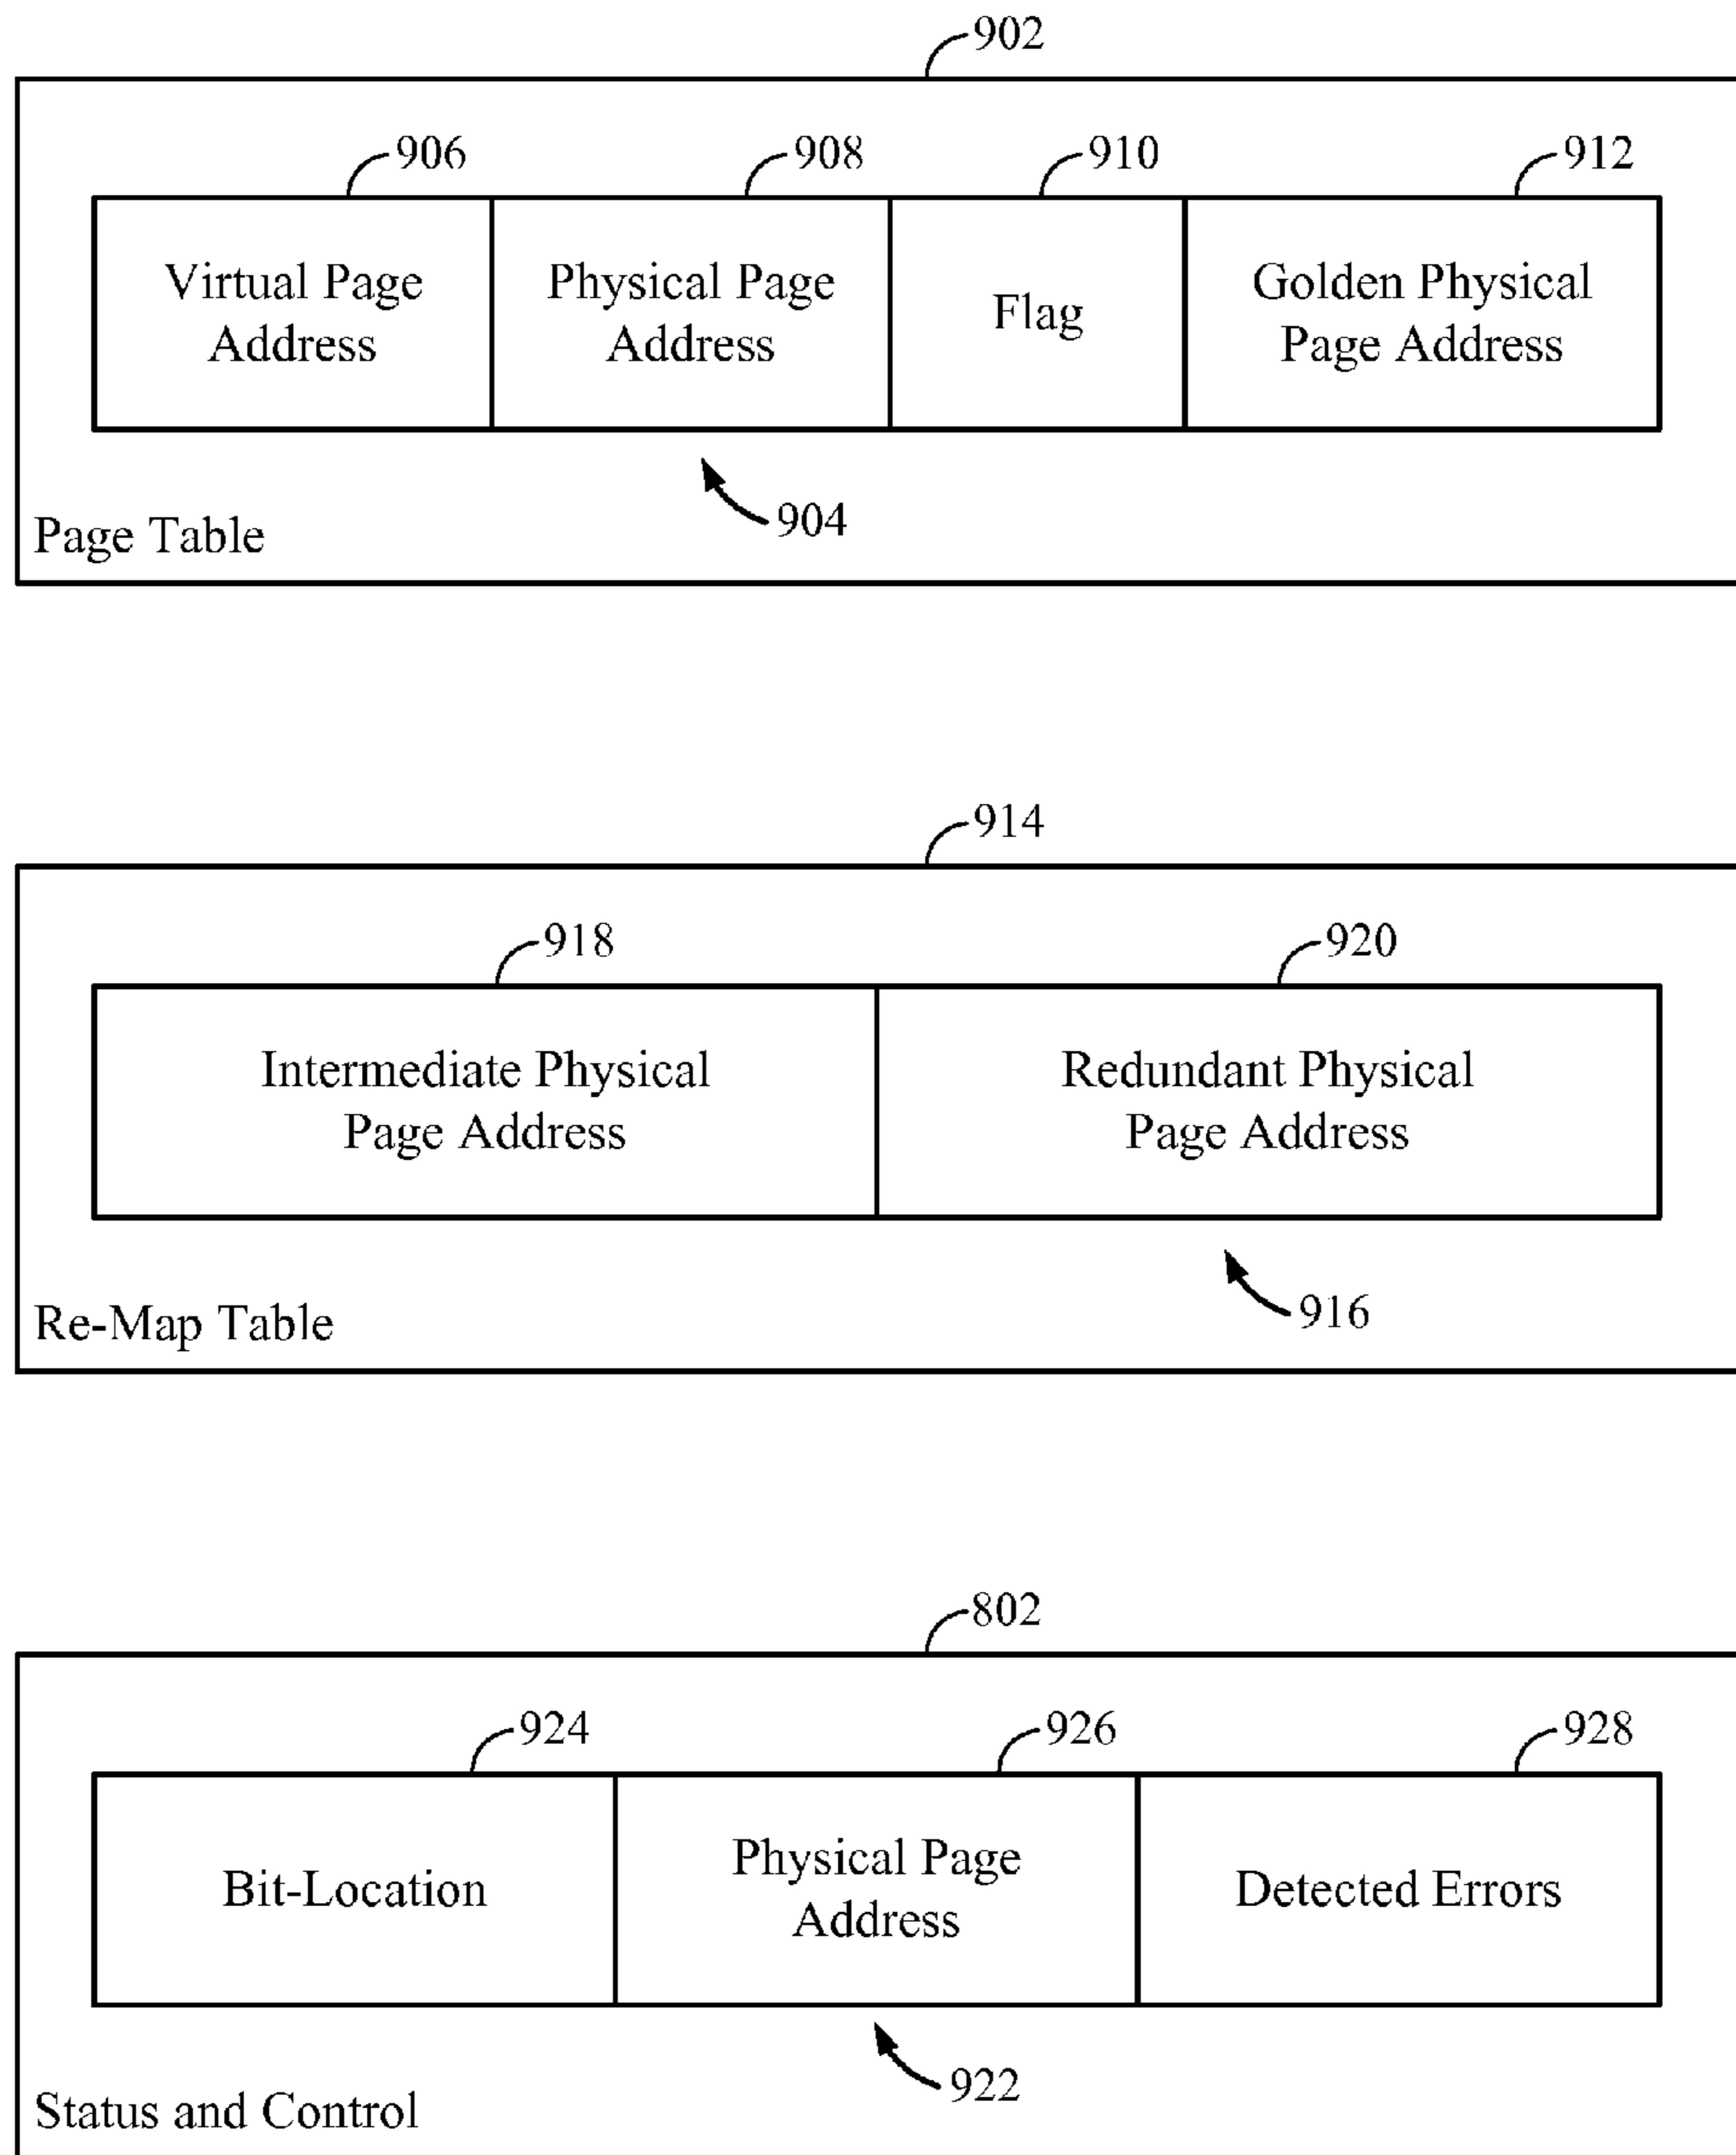 902
906
908
910
912
Virtual Page
Address
Physical Page
Address
Flag
Golden Physical
Page Address
904
Page Table
914
918
920
Intermediate Physical
Page Address
Redundant Physical
Page Address
916
Re-Map Table
802
924
926
928
Bit-Location
Physical Page
Address
Detected Errors
922
Status and Control